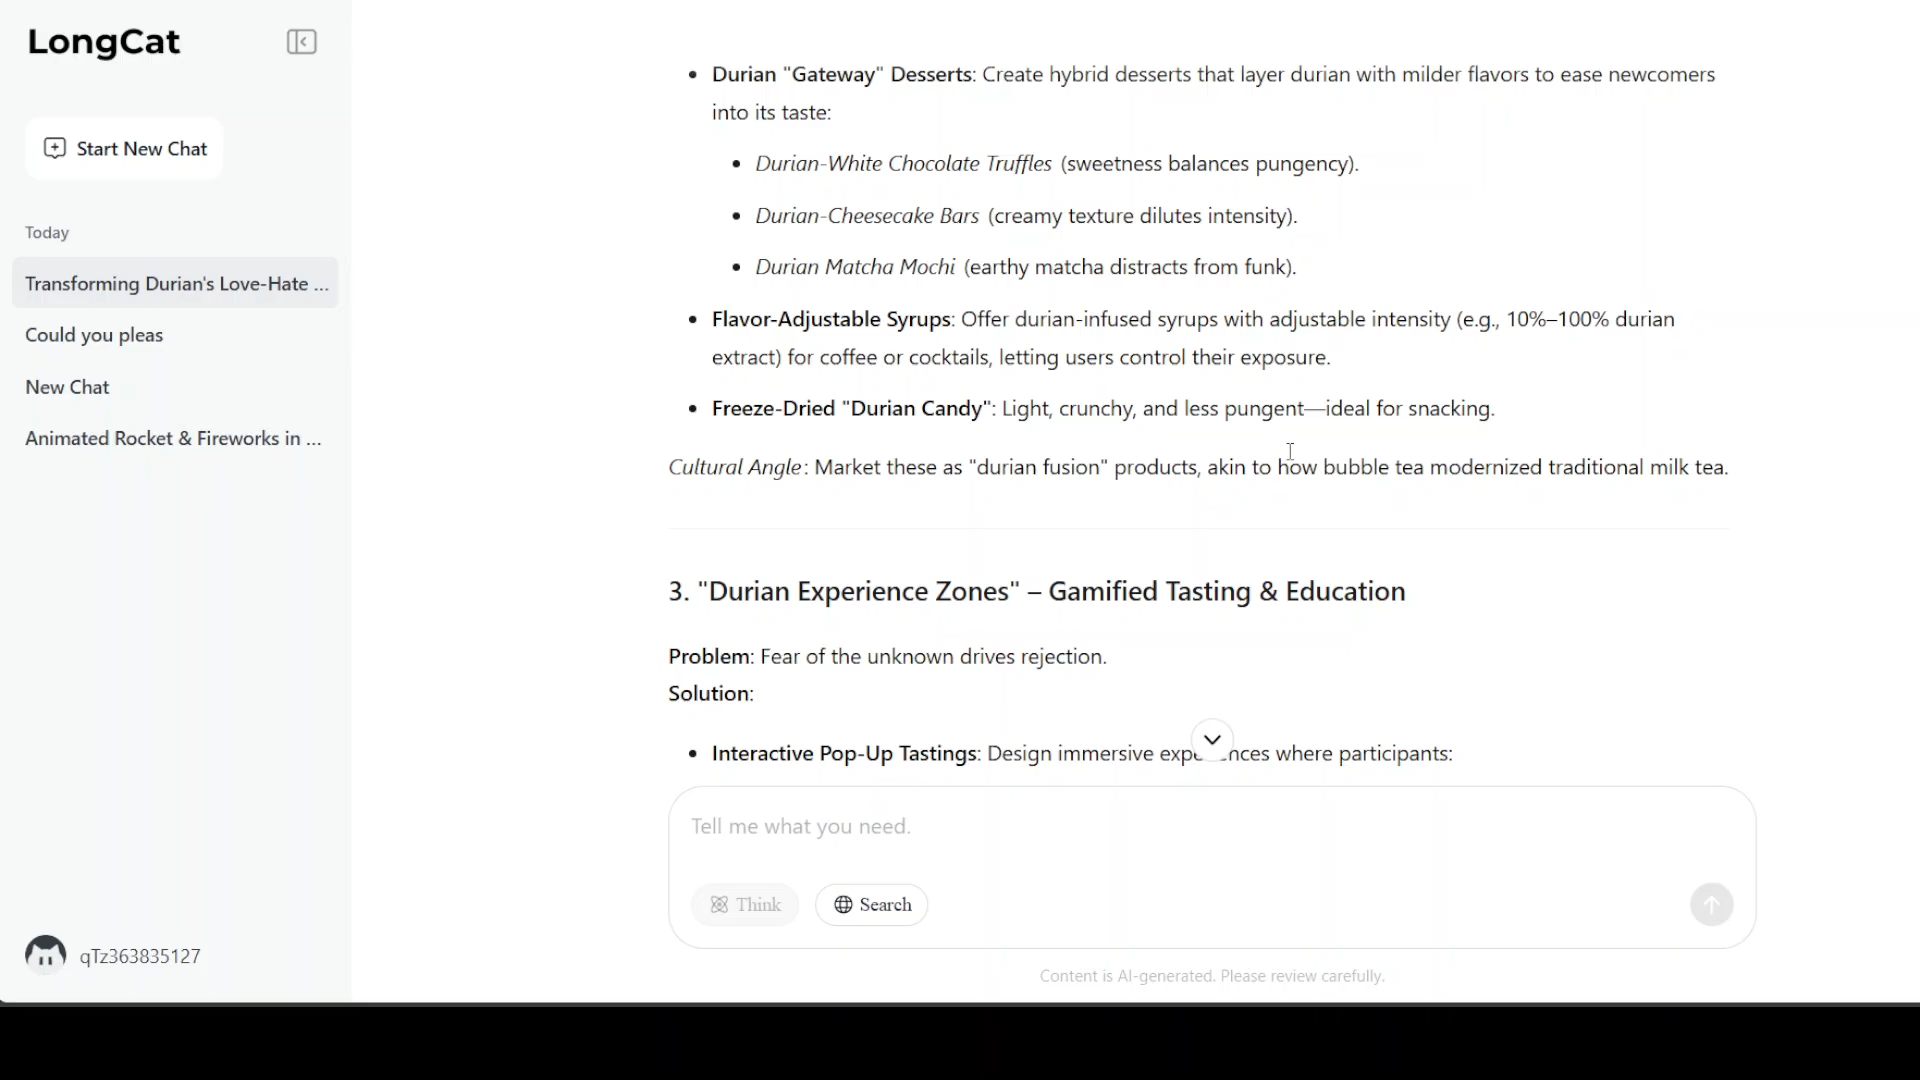 LongCat
Start New Chat
Today
Transforming Durian's Love-Hate ...
Could you pleas
New Chat
Animated Rocket & Fireworks in ...
qTz363835127
Durian "Gateway" Desserts: Create hybrid desserts that layer durian with milder flavors to ease newcomers
into its taste:
Durian-White Chocolate Truffles (sweetness balances pungency).
Durian-Cheesecake Bars (creamy texture dilutes intensity).
Durian Matcha Mochi (earthy matcha distracts from funk).
Flavor-Adjustable Syrups: Offer durian-infused syrups with adjustable intensity (e.g., 10%–100% durian
extract) for coffee or cocktails, letting users control their exposure.
Freeze-Dried "Durian Candy": Light, crunchy, and less pungent—ideal for snacking.
Cultural Angle: Market these as "durian fusion" products, akin to how bubble tea modernized traditional milk tea.
3. "Durian Experience Zones" – Gamified Tasting & Education
Problem: Fear of the unknown drives rejection.
Solution:
Interactive Pop-Up Tastings: Design immersive experiences where participants:
Tell me what you need.
Think
Search
Content is AI-generated. Please review carefully.